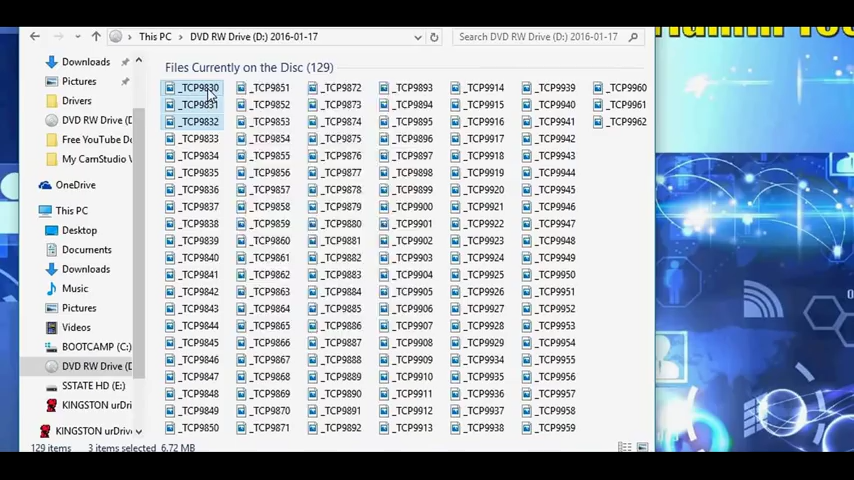 This PC > DVD RW Drive (D:) 2016-01-17
Search DVD RW Drive (D:) 2016-01-17
Files Currently on the Disc (129)
Downloads
Pictures
Drivers
DVD RW Drive (D
Free YouTube Do
My CamStudio V
OneDrive
This PC
Desktop
Documents
Downloads
Music
Pictures
Videos
BOOTCAMP (C:)
DVD RW Drive (D
SSTATE HD (E:)
KINGSTON urDri
KINGSTON urDrive
_TCP9830 _TCP9851 _TCP9872 _TCP9893 _TCP9914 _TCP9939 _TCP9960
_TCP9831 _TCP9852 _TCP9873 _TCP9894 _TCP9915 _TCP9940 _TCP9961
_TCP9832 _TCP9853 _TCP9874 _TCP9895 _TCP9916 _TCP9941 _TCP9962
_TCP9833 _TCP9854 _TCP9875 _TCP9896 _TCP9917 _TCP9942
_TCP9834 _TCP9855 _TCP9876 _TCP9897 _TCP9918 _TCP9943
_TCP9835 _TCP9856 _TCP9877 _TCP9898 _TCP9919 _TCP9944
_TCP9836 _TCP9857 _TCP9878 _TCP9899 _TCP9920 _TCP9945
_TCP9837 _TCP9858 _TCP9879 _TCP9900 _TCP9921 _TCP9946
_TCP9838 _TCP9859 _TCP9880 _TCP9901 _TCP9922 _TCP9947
_TCP9839 _TCP9860 _TCP9881 _TCP9902 _TCP9923 _TCP9948
_TCP9840 _TCP9861 _TCP9882 _TCP9903 _TCP9924 _TCP9949
_TCP9841 _TCP9862 _TCP9883 _TCP9904 _TCP9925 _TCP9950
_TCP9842 _TCP9863 _TCP9884 _TCP9905 _TCP9926 _TCP9951
_TCP9843 _TCP9864 _TCP9885 _TCP9906 _TCP9927 _TCP9952
_TCP9844 _TCP9865 _TCP9886 _TCP9907 _TCP9928 _TCP9953
_TCP9845 _TCP9866 _TCP9887 _TCP9908 _TCP9933 _TCP9954
_TCP9846 _TCP9867 _TCP9888 _TCP9909 _TCP9934 _TCP9955
_TCP9847 _TCP9868 _TCP9889 _TCP9910 _TCP9935 _TCP9956
_TCP9848 _TCP9869 _TCP9890 _TCP9911 _TCP9936 _TCP9957
_TCP9849 _TCP9870 _TCP9891 _TCP9912 _TCP9937 _TCP9958
_TCP9850 _TCP9871 _TCP9892 _TCP9913 _TCP9938 _TCP9959
129 items 3 items selected 6.72 MB